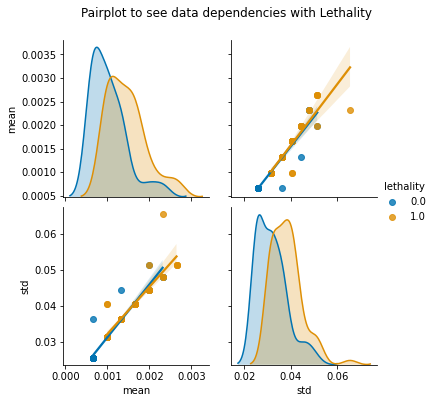 Pairplot to see data dependencies with Lethality
0.0035
0.0030
0.0025
0.0020
0.0015
0.0010
0.0005
mean
lethality
0.0
1.0
0.06
0.05
0.04
0.03
std
0.000 0.001 0.002 0.003
mean
0.02 0.04 0.06
std